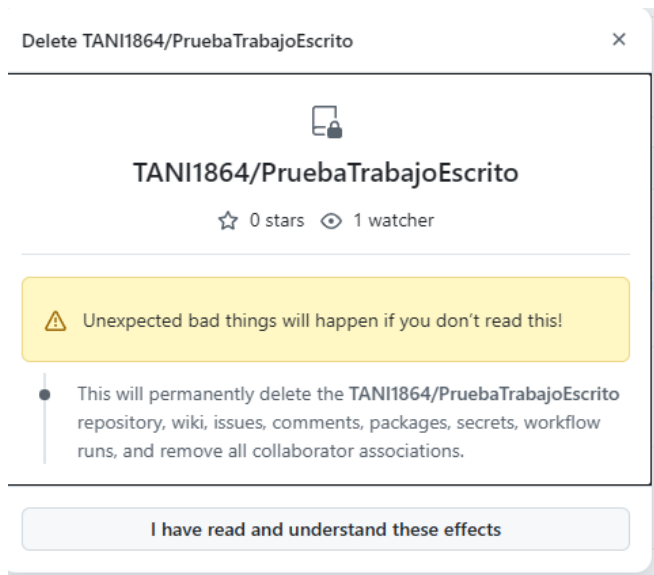 Delete TANI1864/PruebaTrabajoEscrito
TANI1864/PruebaTrabajoEscrito
0 stars 1 watcher
Unexpected bad things will happen if you don’t read this!
This will permanently delete the TANI1864/PruebaTrabajoEscrito
repository, wiki, issues, comments, packages, secrets, workflow
runs, and remove all collaborator associations.
I have read and understand these effects